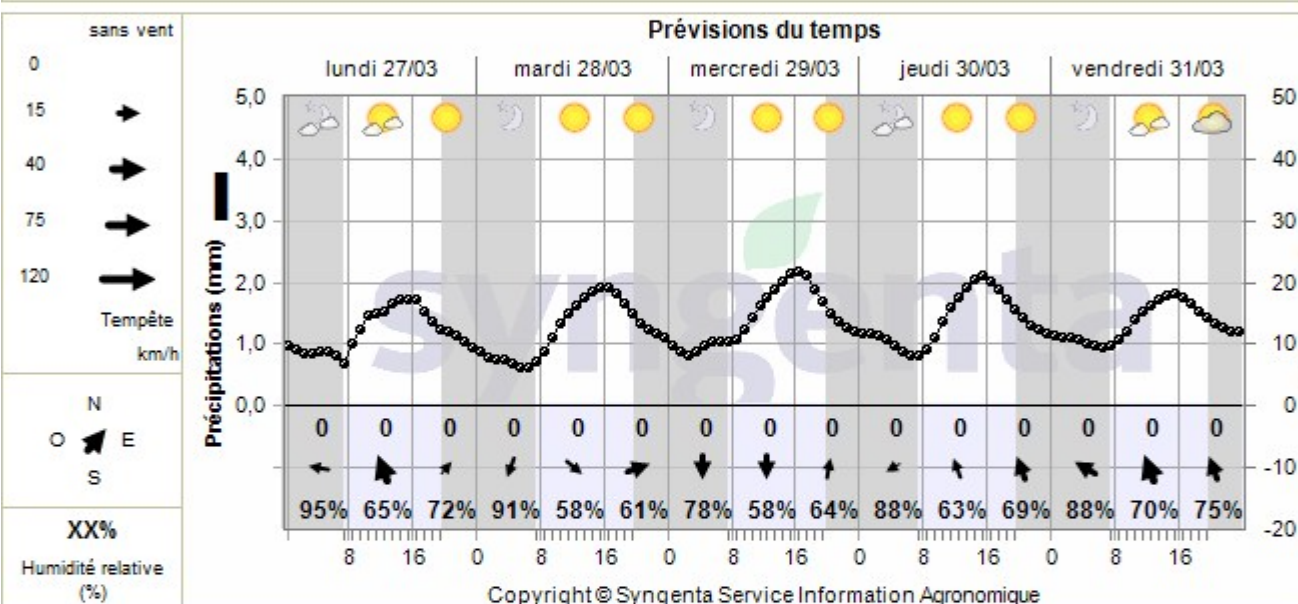 sans vent
0
15
40
75
120
Tempête
km/h
N
O E
S
XX%
Humidité relative
(%)
Prévisions du temps
lundi 27/03 mardi 28/03 mercredi 29/03 jeudi 30/03 vendredi 31/03
Précipitations (mm)
5,0 50
4,0 40
3,0 30
2,0 20
1,0 10
0,0 0
syngenta
0 0 0 0 0 0 0 0 0 0 0 0 0 0 0
-10
95% 65% 72% 91% 58% 61% 78% 58% 64% 88% 63% 69% 88% 70% 75%
-20
8 16 0 8 16 0 8 16 0 8 16 0 8 16
Copyright © Syngenta Service Information Agronomique